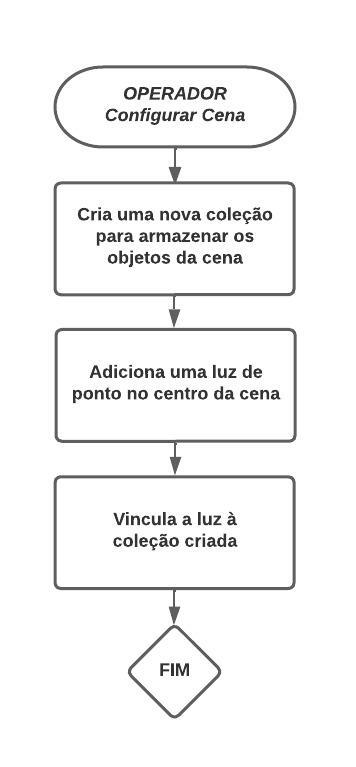 OPERADOR
Configurar Cena
Cria uma nova coleção
para armazenar os
objetos da cena
Adiciona uma luz de
ponto no centro da cena
Vincula a luz à
coleção criada
FIM